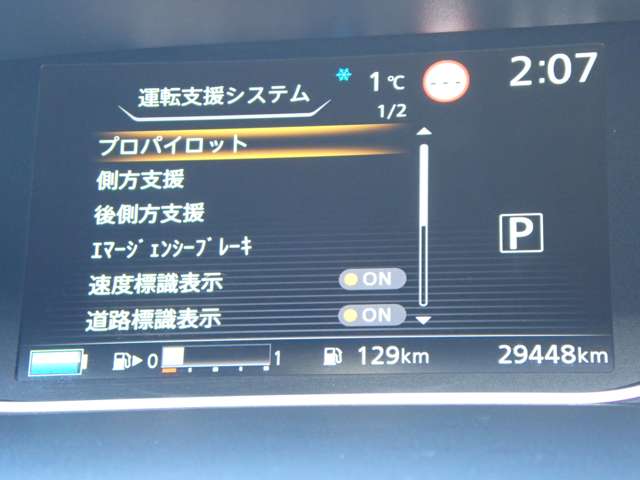 運転支援システム
1℃
---
2:07
1/2
プロパイロット
側方支援
後側方支援
ｴﾏｰｼﾞｪﾝｼｰﾌﾞﾚｰｷ
速度標識表示 ON
道路標識表示 ON
P
0 1
129km
29448km